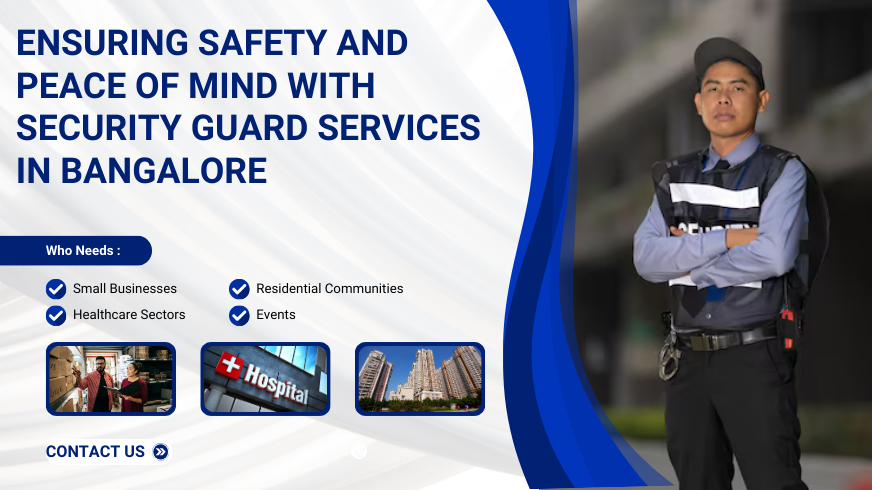 ENSURING SAFETY AND
PEACE OF MIND WITH
SECURITY GUARD SERVICES
IN BANGALORE
Who Needs :
Small Businesses
Residential Communities
Healthcare Sectors
Events
Hospital
CONTACT US